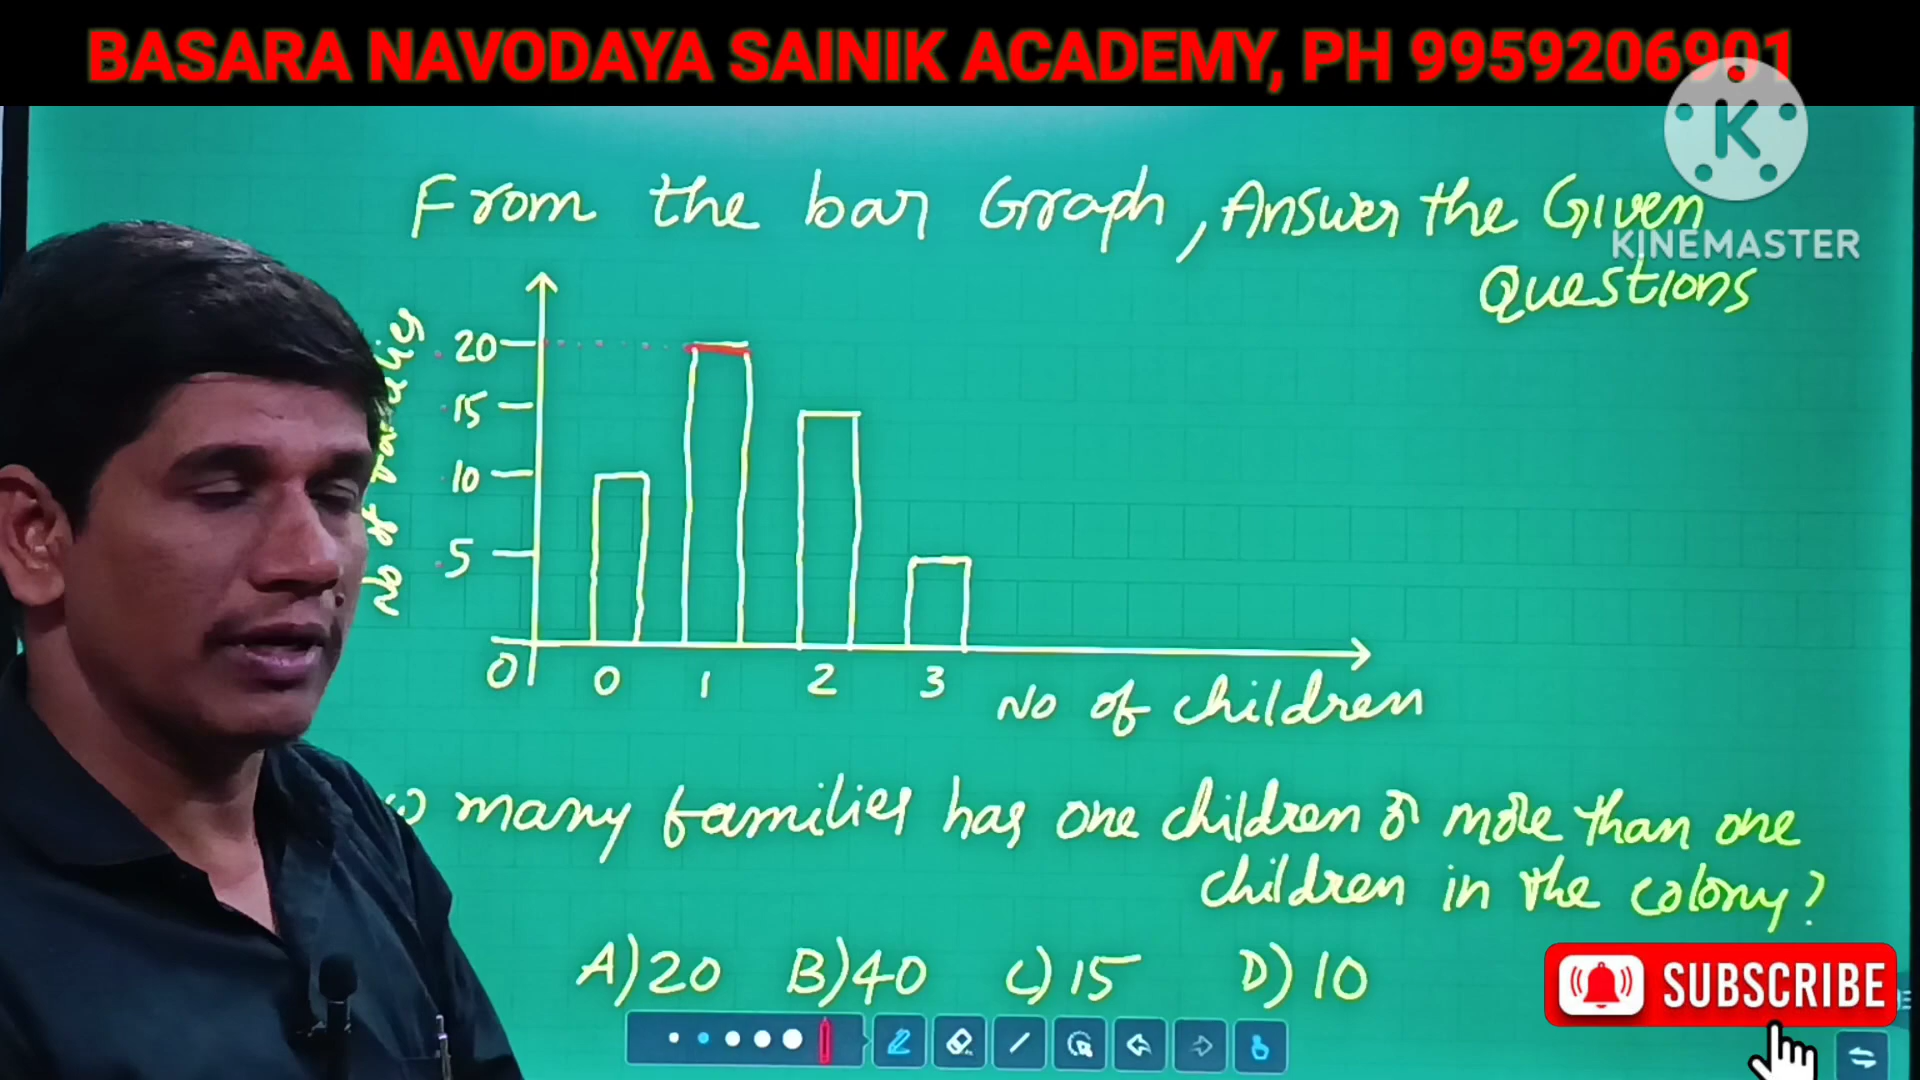 BASARA NAVODAYA SAINIK ACADEMY, PH 9959206901
K
KINEMASTER
From the bar Graph, Answer the Given
Questions
No of
20
15
10
5
0
0 1 2 3
No of children
many families has one children or more than one
children in the colony?
A) 20 B) 40 C) 15 D) 10
SUBSCRIBE